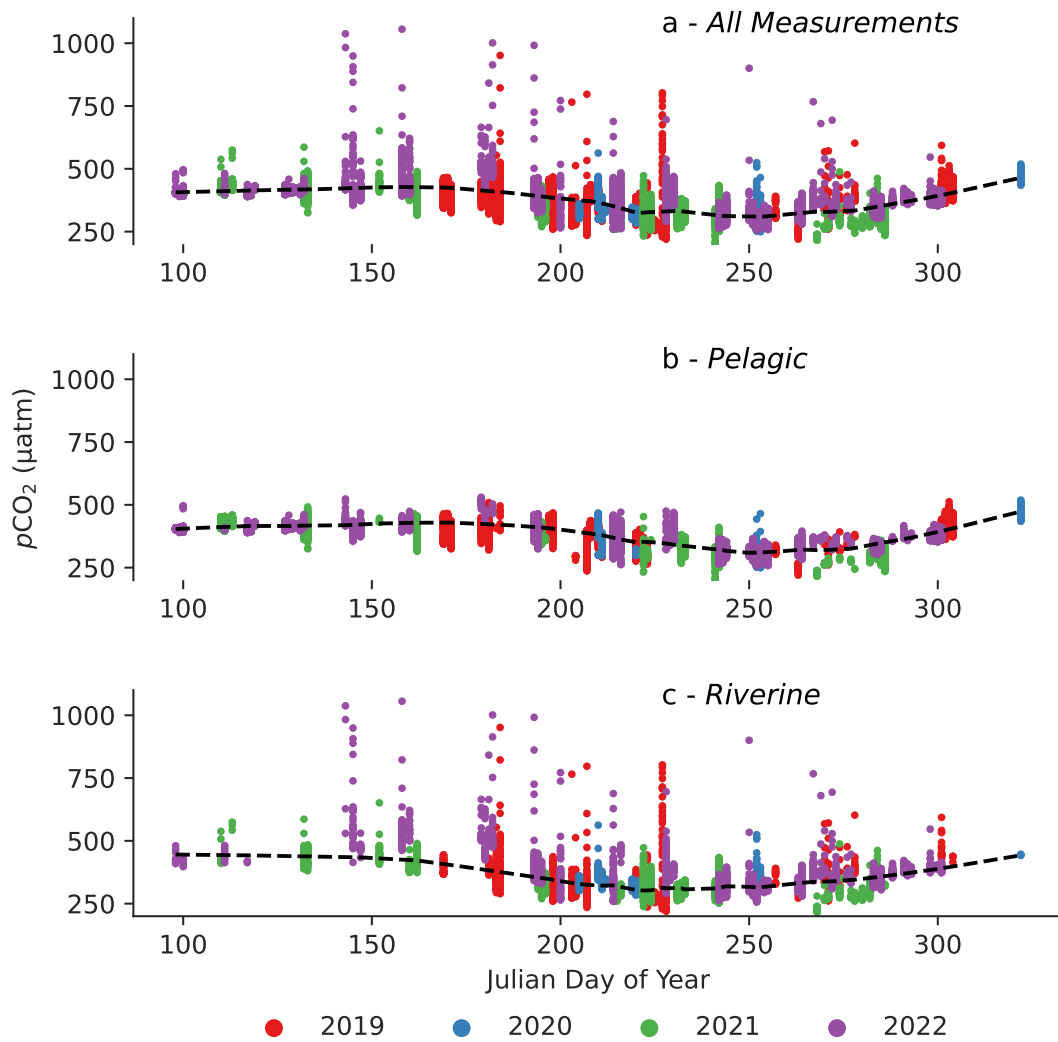 a - All Measurements
1000
750
500
250
100 150 200 250 300
b - Pelagic
1000
750
500
250
100 150 200 250 300
pCO₂ (µatm)
c - Riverine
1000
750
500
250
100 150 200 250 300
Julian Day of Year
2019 2020 2021 2022